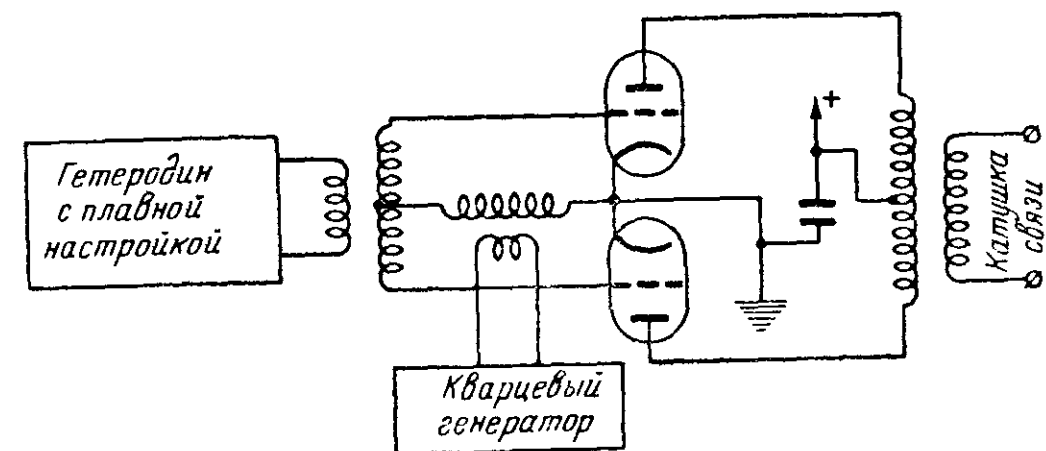 Гетеродин
с плавной
настройкой
+
Катушка
связи
Кварцевый
генератор